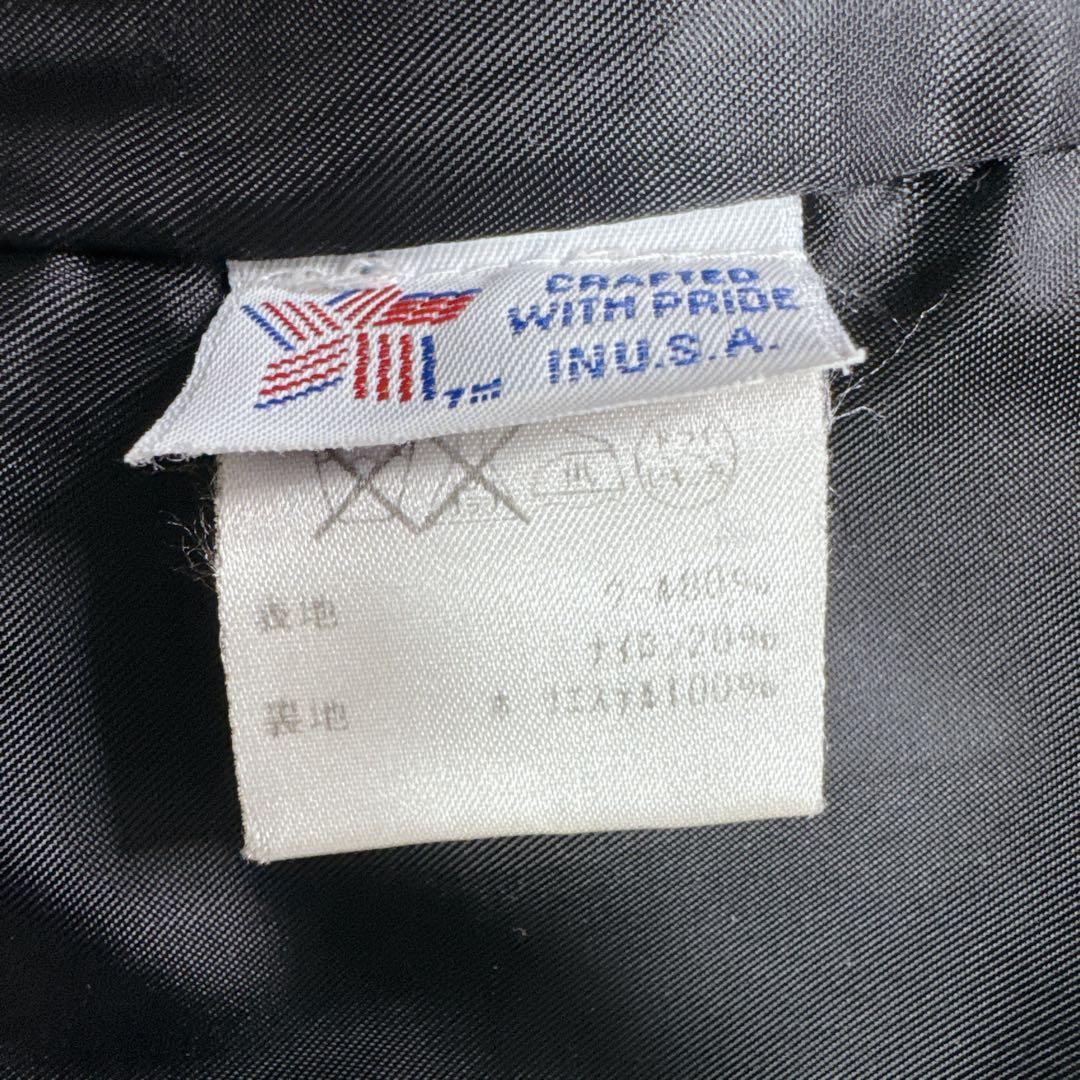 CRAFTED
WITH PRIDE
IN U.S.A.
TM
表地 ウール80%
ナイロン20%
裏地 ポリエステル100%